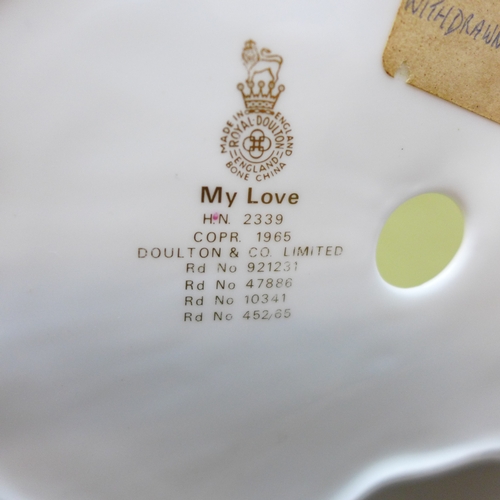 WITHDRAWN
MADE IN ENGLAND
ROYAL·DOULTON
ENGLAND
BONE CHINA
My Love
H.N. 2339
COPR. 1965
DOULTON & CO. LIMITED
Rd No 921231
Rd No 47886
Rd No 10341
Rd No 452/65